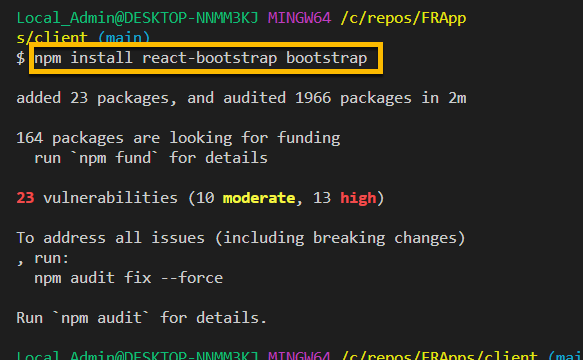 Local_Admin@DESKTOP-NNMM3KJ MINGW64 /c/repos/FRApp
s/client (main)
$ npm install react-bootstrap bootstrap
added 23 packages, and audited 1966 packages in 2m
164 packages are looking for funding
run `npm fund` for details
23 vulnerabilities (10 moderate, 13 high)
To address all issues (including breaking changes)
, run:
npm audit fix --force
Run `npm audit` for details.
Local_Admin@DESKTOP-NNMM3KJ MINGW64 /c/repos/FRApps/client (mai